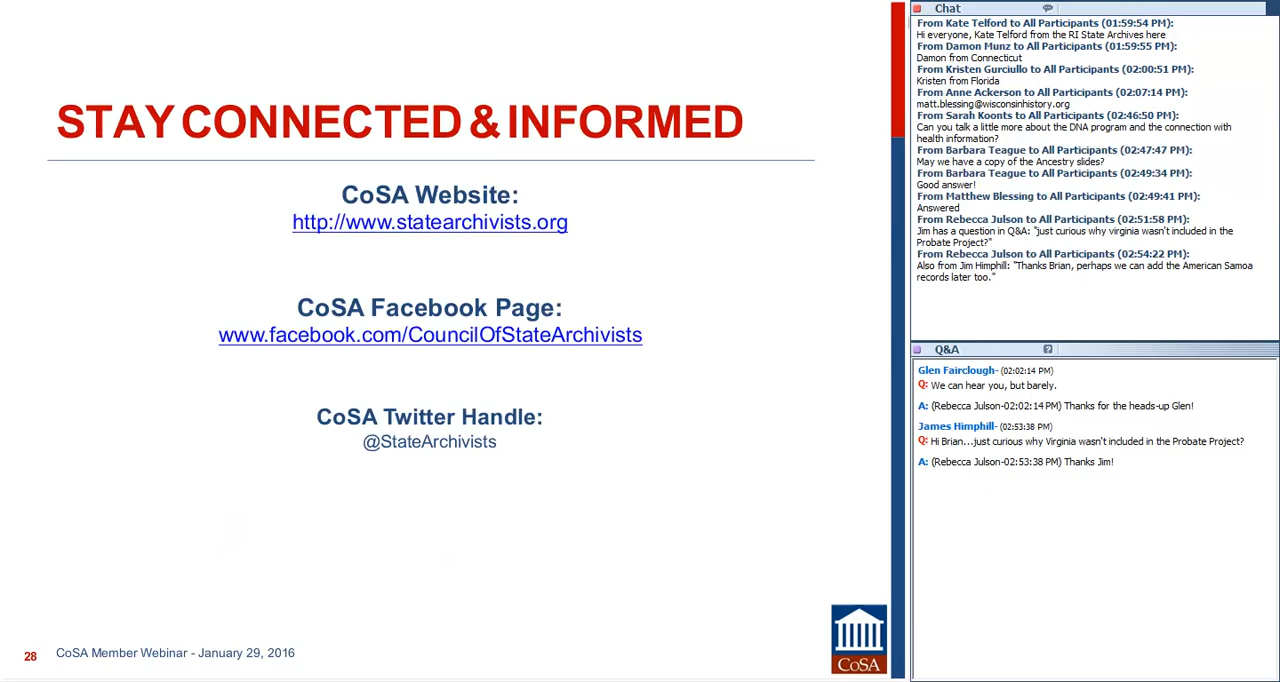 STAY CONNECTED & INFORMED
CoSA Website:
http://www.statearchivists.org
CoSA Facebook Page:
www.facebook.com/CouncilOfStateArchivists
CoSA Twitter Handle:
@StateArchivists
28
CoSA Member Webinar - January 29, 2016
CoSA
Chat
From Kate Telford to All Participants (01:59:54 PM):
Hi everyone, Kate Telford from the RI State Archives here
From Damon Munz to All Participants (01:59:55 PM):
Damon from Connecticut
From Kristen Gurciullo to All Participants (02:00:51 PM):
Kristen from Florida
From Anne Ackerson to All Participants (02:07:14 PM):
matt.blessing@wisconsinhistory.org
From Sarah Koonts to All Participants (02:46:50 PM):
Can you talk a little more about the DNA program and the connection with
health information?
From Barbara Teague to All Participants (02:47:47 PM):
May we have a copy of the Ancestry slides?
From Barbara Teague to All Participants (02:49:34 PM):
Good answer!
From Matthew Blessing to All Participants (02:49:41 PM):
Answered
From Rebecca Julson to All Participants (02:51:58 PM):
Jim has a question in Q&A: "just curious why virginia wasn't included in the
Probate Project?"
From Rebecca Julson to All Participants (02:54:22 PM):
Also from Jim Himphill: "Thanks Brian, perhaps we can add the American Samoa
records later too."
Q&A
Glen Fairclough- (02:02:14 PM)
Q: We can hear you, but barely.
A: (Rebecca Julson-02:02:14 PM) Thanks for the heads-up Glen!
James Himphill- (02:53:38 PM)
Q: Hi Brian...just curious why Virginia wasn't included in the Probate Project?
A: (Rebecca Julson-02:53:38 PM) Thanks Jim!